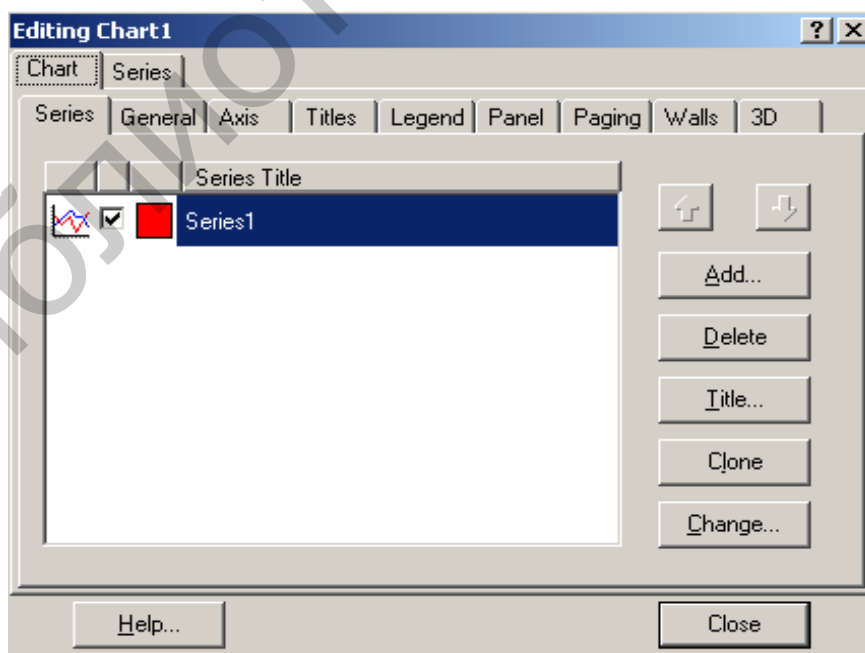 Editing Chart1
Chart Series
Series General Axis Titles Legend Panel Paging Walls 3D
Series Title
Series1
Add...
Delete
Title...
Clone
Change...
Help... Close